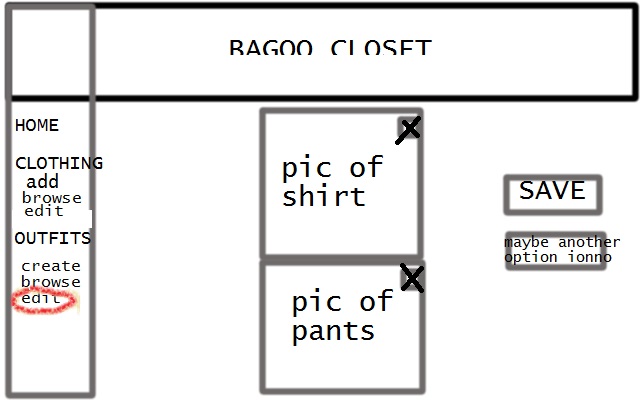 BAGOO CLOSET
HOME
CLOTHING
add
browse
edit
OUTFITS
create
browse
edit
pic of
shirt
X
pic of
pants
X
SAVE
maybe another
option ionno